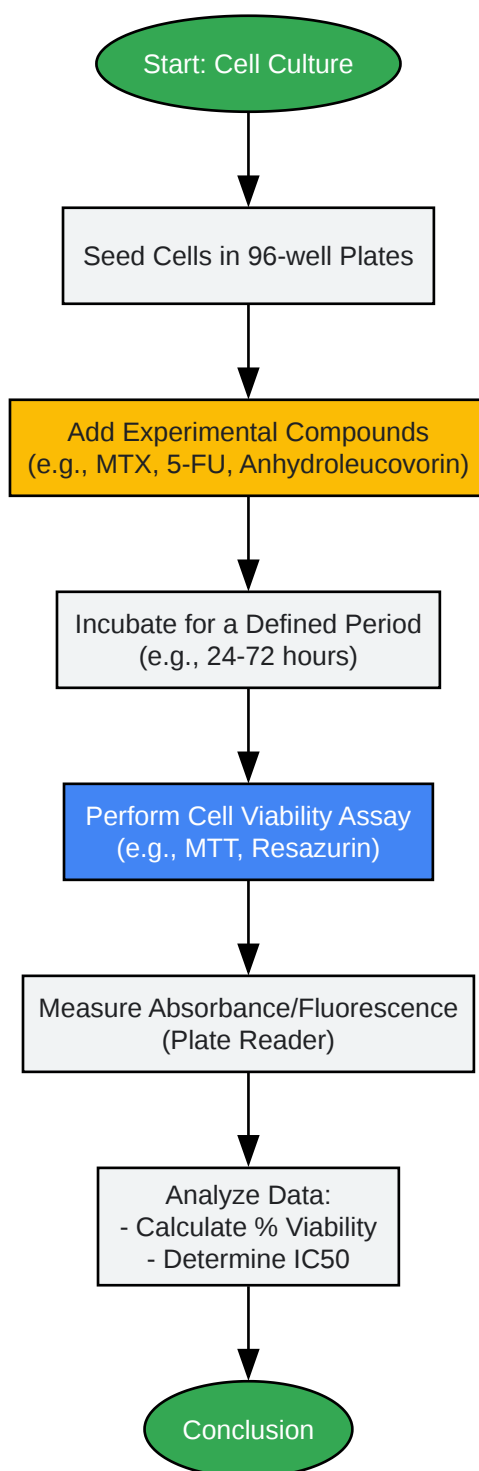 Start: Cell Culture
Seed Cells in 96-well Plates
Add Experimental Compounds
(e.g., MTX, 5-FU, Anhydroleucovorin)
Incubate for a Defined Period
(e.g., 24-72 hours)
Perform Cell Viability Assay
(e.g., MTT, Resazurin)
Measure Absorbance/Fluorescence
(Plate Reader)
Analyze Data:
- Calculate % Viability
- Determine IC50
Conclusion